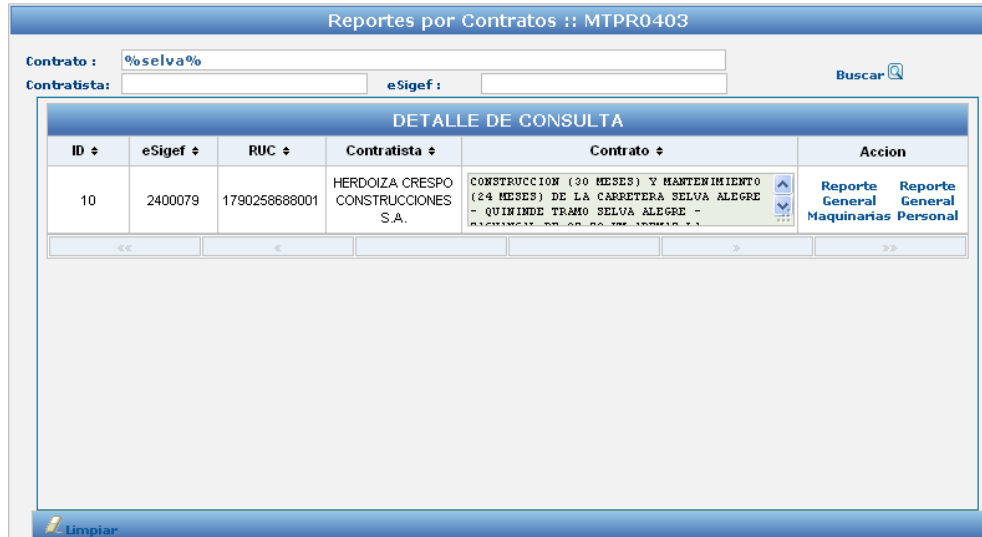 Reportes por Contratos :: MTPR0403
Contrato : %selva%
Buscar
Contratista: eSigef :
DETALLE DE CONSULTA
ID eSigef RUC Contratista Contrato Accion
10 2400079 1790258688001 HERDOIZA CRESPO CONSTRUCCIONES S.A.
CONSTRUCCION (30 MESES) Y MANTENIMIENTO
(24 MESES) DE LA CARRETERA SELVA ALEGRE
- QUININDE TRAMO SELVA ALEGRE -
Reporte General Maquinarias
Reporte General Personal
<< < > >>
Limpiar